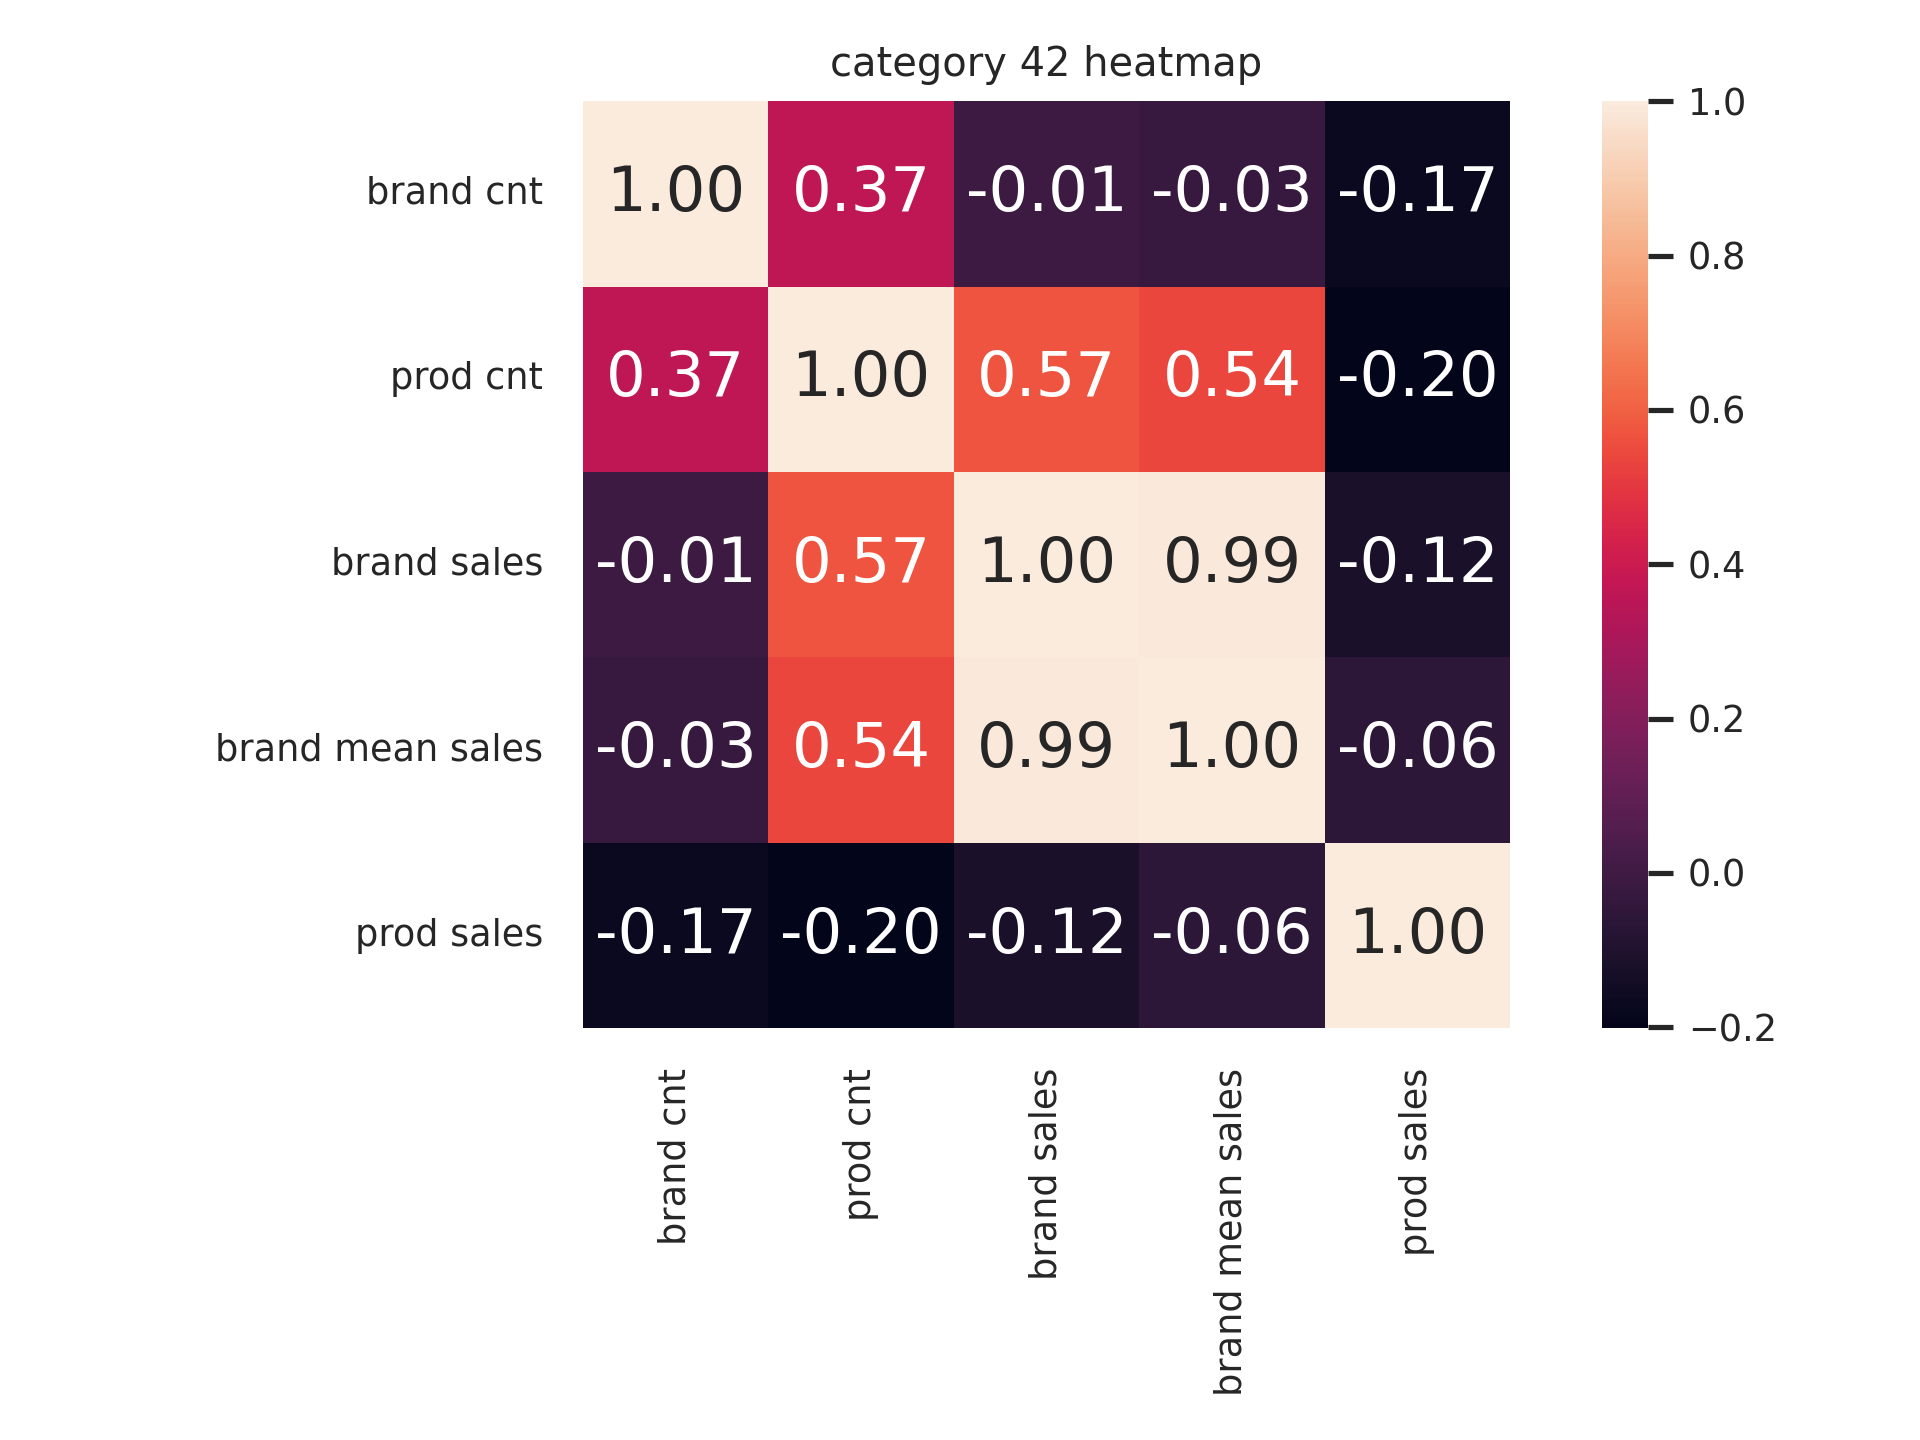 category 42 heatmap
brand cnt 1.00 0.37 -0.01 -0.03 -0.17
prod cnt 0.37 1.00 0.57 0.54 -0.20
brand sales -0.01 0.57 1.00 0.99 -0.12
brand mean sales -0.03 0.54 0.99 1.00 -0.06
prod sales -0.17 -0.20 -0.12 -0.06 1.00
brand cnt
prod cnt
brand sales
brand mean sales
prod sales
1.0
0.8
0.6
0.4
0.2
0.0
−0.2